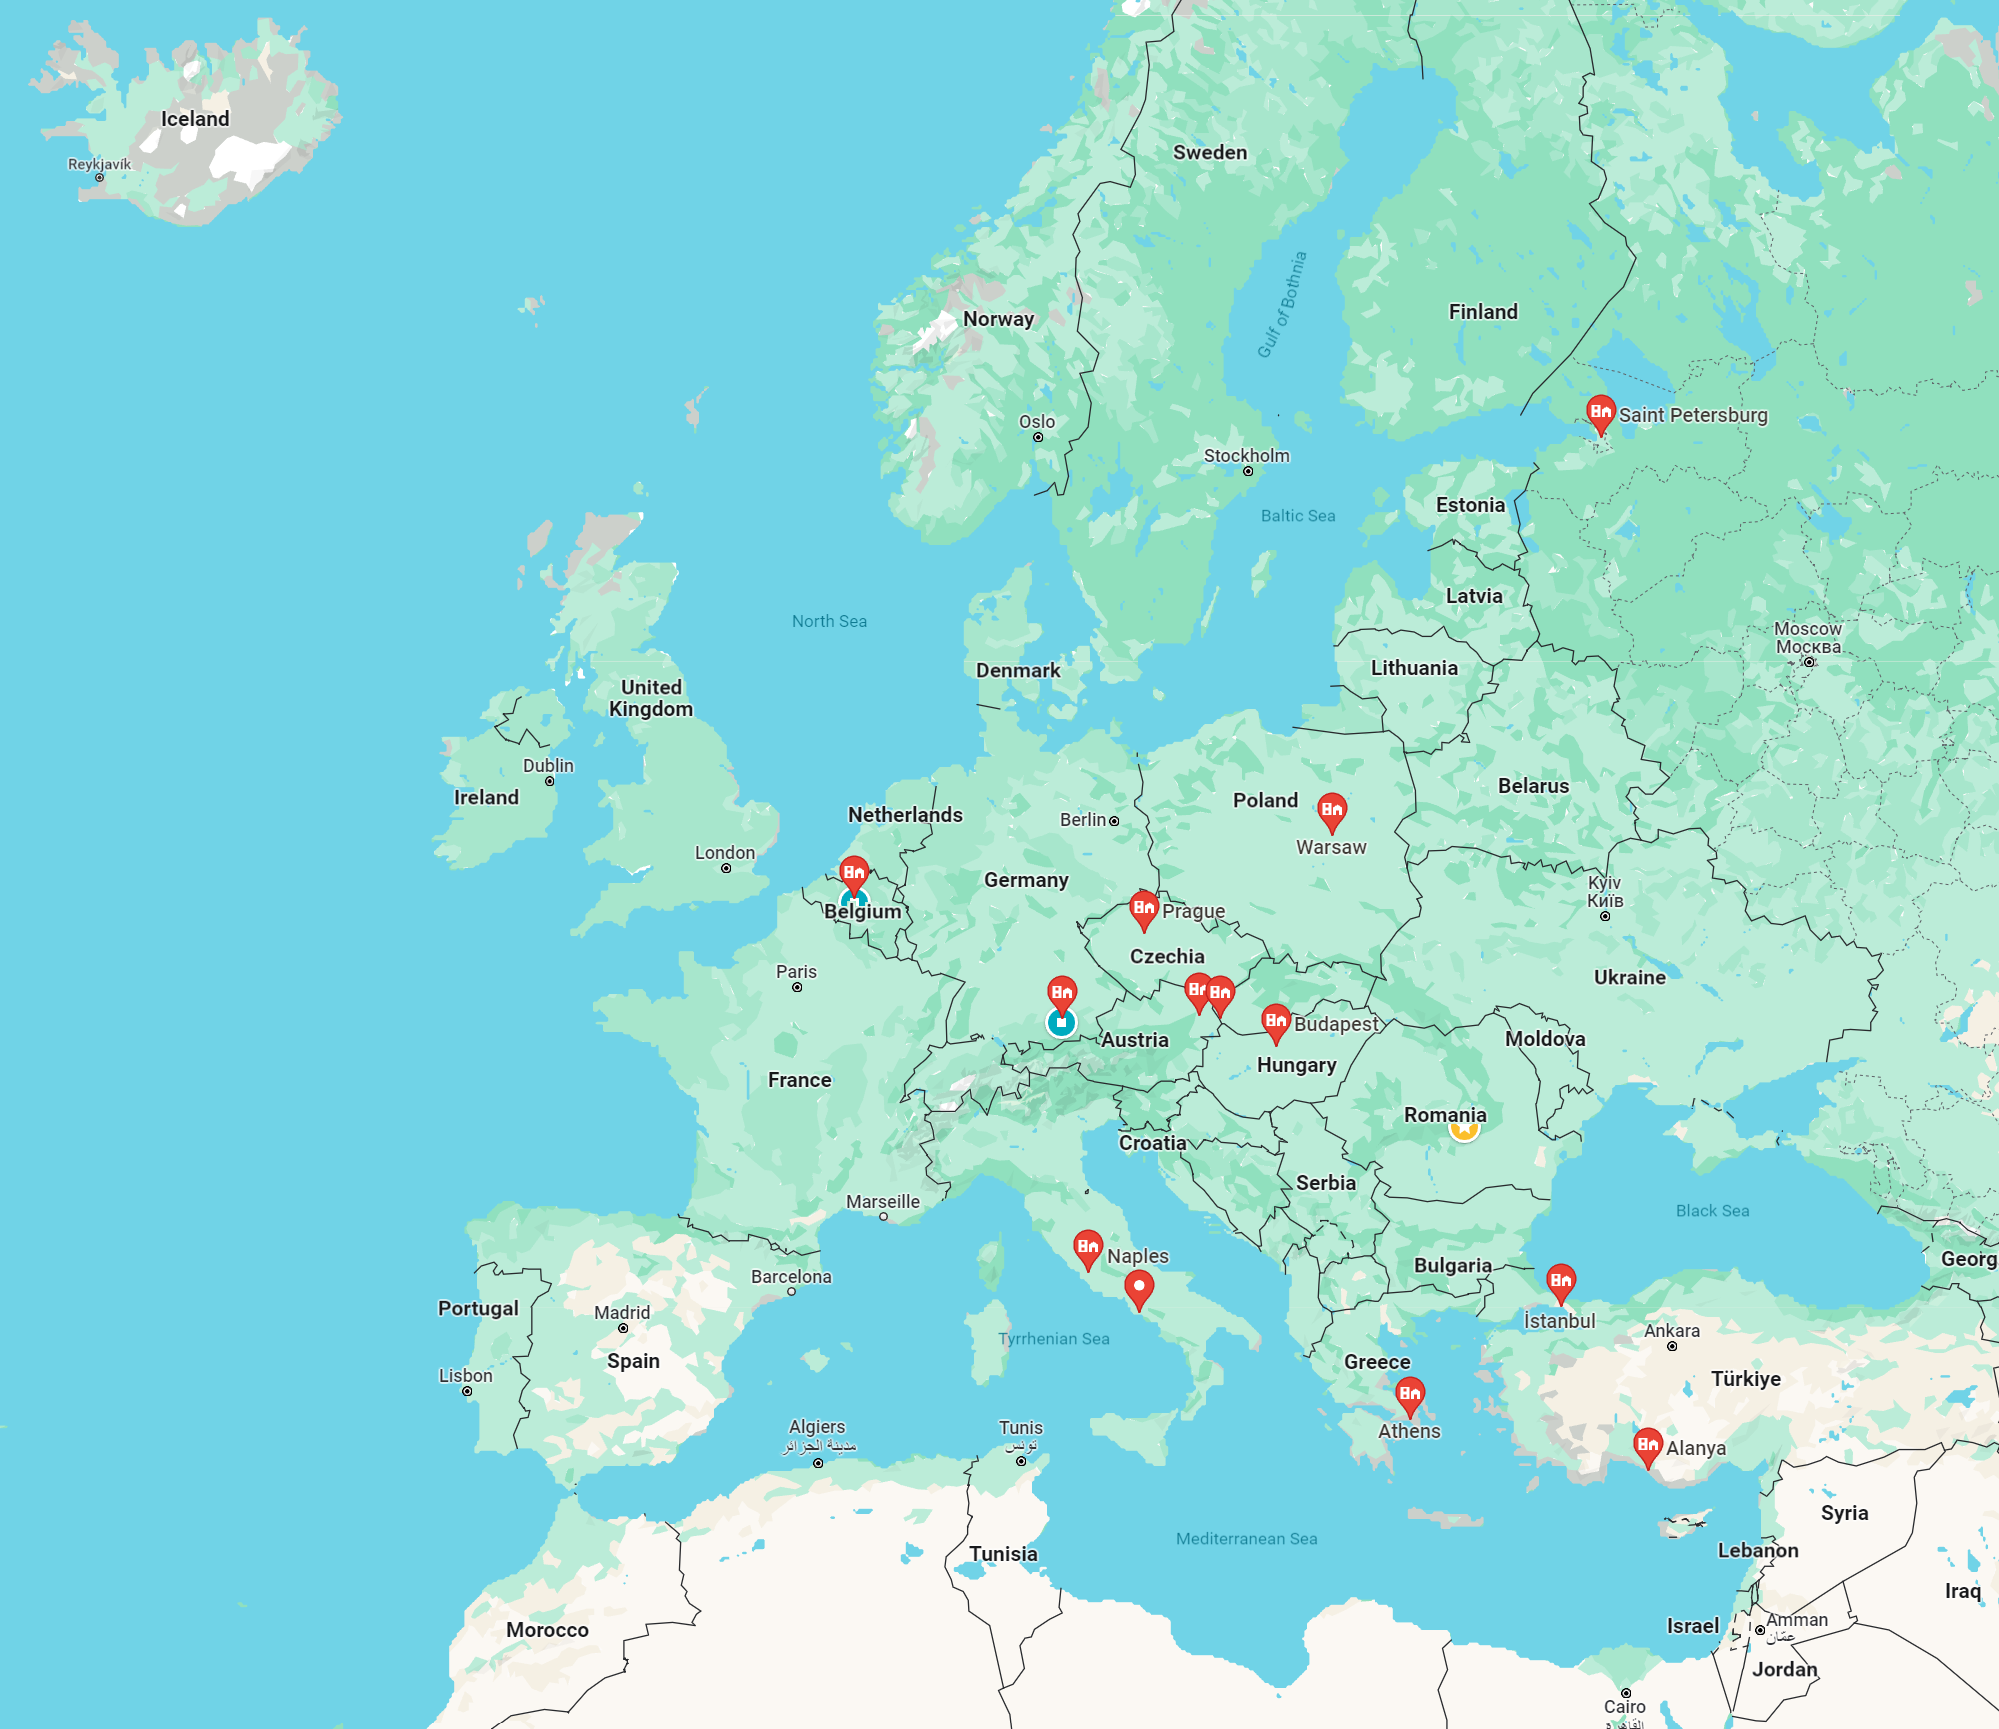 Iceland
Reykjavík
Sweden
Gulf of Bothnia
Finland
Norway
Oslo
Saint Petersburg
Stockholm
Estonia
Baltic Sea
Latvia
North Sea
Moscow
Москва
Lithuania
Denmark
United
Kingdom
Dublin
Ireland
Belarus
Poland
Netherlands
Berlin
Warsaw
London
Germany
Kyiv
Київ
Belgium
Prague
Czechia
Paris
Ukraine
Budapest
Austria
Moldova
Hungary
France
Romania
Croatia
Serbia
Marseille
Black Sea
Naples
Georg
Bulgaria
Barcelona
Portugal
Madrid
İstanbul
Ankara
Tyrrhenian Sea
Spain
Greece
Türkiye
Lisbon
Algiers
مدينة الجزائر
Tunis
تونس
Athens
Alanya
Syria
Mediterranean Sea
Tunisia
Lebanon
Iraq
Morocco
Israel
Amman
عمّان
Jordan
Cairo
القاهرة